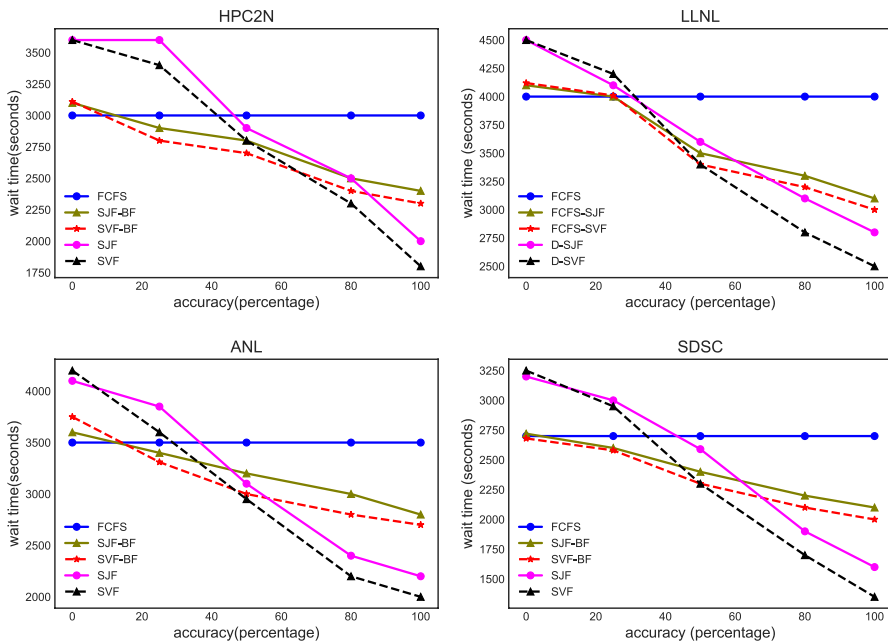 HPC2N
wait time(seconds)
3500
3250
3000
2750
2500
2250
2000
1750
FCFS
SJF-BF
SVF-BF
SJF
SVF
0 20 40 60 80 100
accuracy(percentage)
LLNL
wait time (seconds)
4500
4250
4000
3750
3500
3250
3000
2750
2500
FCFS
FCFS-SJF
FCFS-SVF
D-SJF
D-SVF
0 20 40 60 80 100
accuracy (percentage)
ANL
wait time(seconds)
4000
3500
3000
2500
2000
FCFS
SJF-BF
SVF-BF
SJF
SVF
0 20 40 60 80 100
accuracy(percentage)
SDSC
wait time (seconds)
3250
3000
2750
2500
2250
2000
1750
1500
FCFS
SJF-BF
SVF-BF
SJF
SVF
0 20 40 60 80 100
accuracy (percentage)